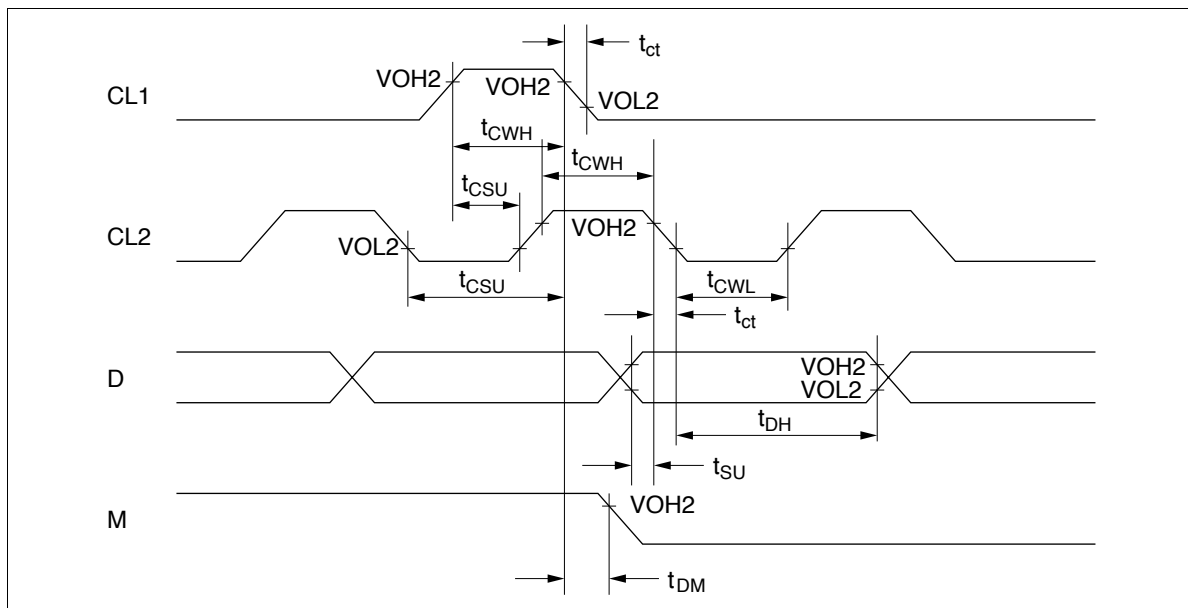 tct
VOH2
VOH2
VOL2
CL1
tCWH
tCWH
tCSU
VOH2
CL2
VOL2
tCSU
tCWL
tct
D
VOH2
VOL2
tDH
tSU
VOH2
M
tDM